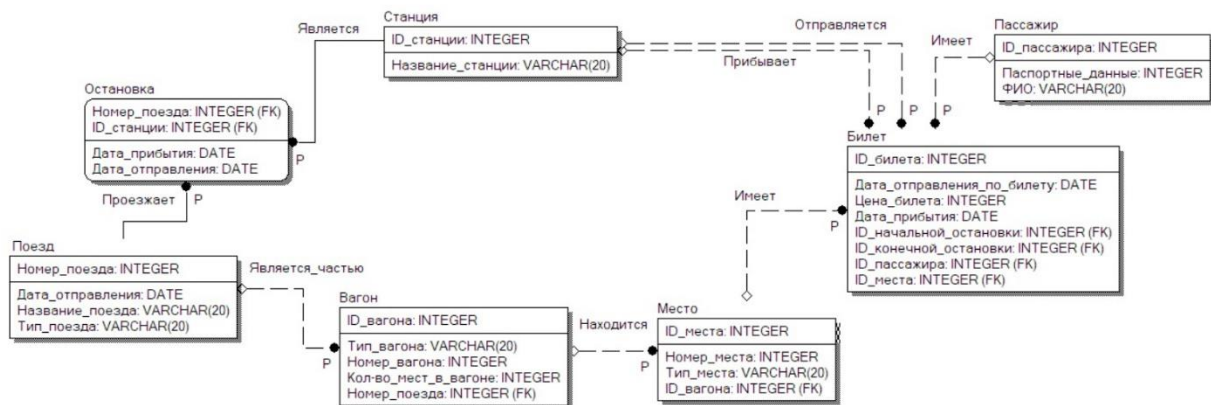 Станция
ID_станции: INTEGER
Название_станции: VARCHAR(20)
Является
Отправляется
Прибывает
P
P
Пассажир
ID_пассажира: INTEGER
Паспортные_данные: INTEGER
ФИО: VARCHAR(20)
Имеет
P
Остановка
Номер_поезда: INTEGER (FK)
ID_станции: INTEGER (FK)
Дата_прибытия: DATE
Дата_отправления: DATE
P
Проезжает
P
Билет
ID_билета: INTEGER
Дата_отправления_по_билету: DATE
Цена_билета: INTEGER
Дата_прибытия: DATE
ID_начальной_остановки: INTEGER (FK)
ID_конечной_остановки: INTEGER (FK)
ID_пассажира: INTEGER (FK)
ID_места: INTEGER (FK)
Имеет
P
Поезд
Номер_поезда: INTEGER
Дата_отправления: DATE
Название_поезда: VARCHAR(20)
Тип_поезда: VARCHAR(20)
Является_частью
P
Вагон
ID_вагона: INTEGER
Тип_вагона: VARCHAR(20)
Номер_вагона: INTEGER
Кол-во_мест_в_вагоне: INTEGER
Номер_поезда: INTEGER (FK)
Находится
P
Место
ID_места: INTEGER
Номер_места: INTEGER
Тип_места: VARCHAR(20)
ID_вагона: INTEGER (FK)